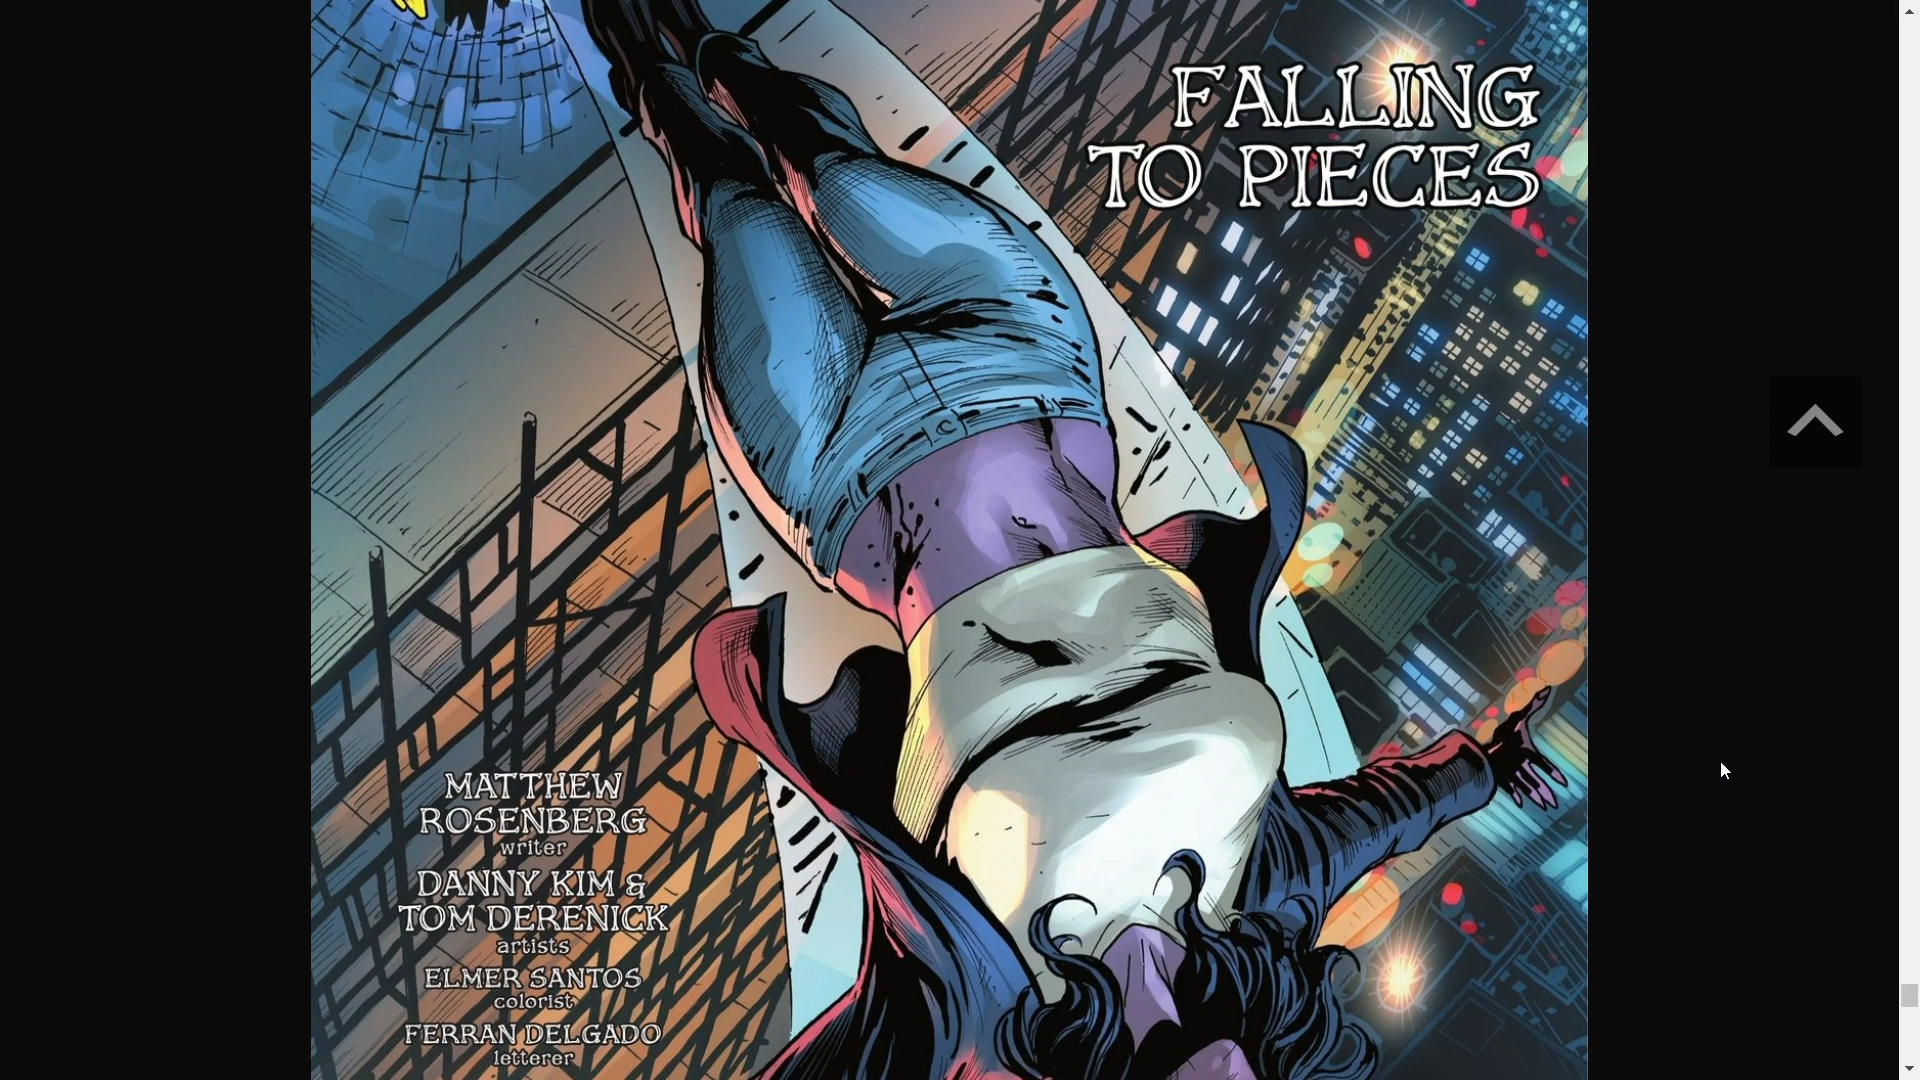 FALLING
TO PIECES
MATTHEW
ROSENBERG
writer
DANNY KIM &
TOM DERENICK
artists
ELMER SANTOS
colorist
FERRAN DELGADO
letterer